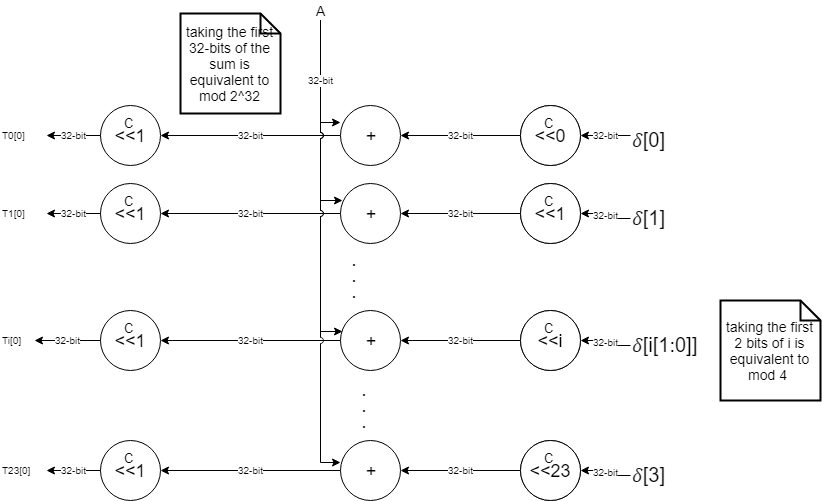 A
taking the first
32-bits of the
sum is
equivalent to
mod 2^32
32-bit
T0[0] 32-bit C <<1 32-bit + 32-bit C <<0 32-bit δ[0]
T1[0] 32-bit C <<1 32-bit + 32-bit C <<1 32-bit δ[1]
.
.
.
Ti[0] 32-bit C <<1 32-bit + 32-bit C <<i 32-bit δ[i[1:0]]
taking the first
2 bits of i is
equivalent to
mod 4
.
.
.
T23[0] 32-bit C <<1 32-bit + 32-bit C <<23 32-bit δ[3]